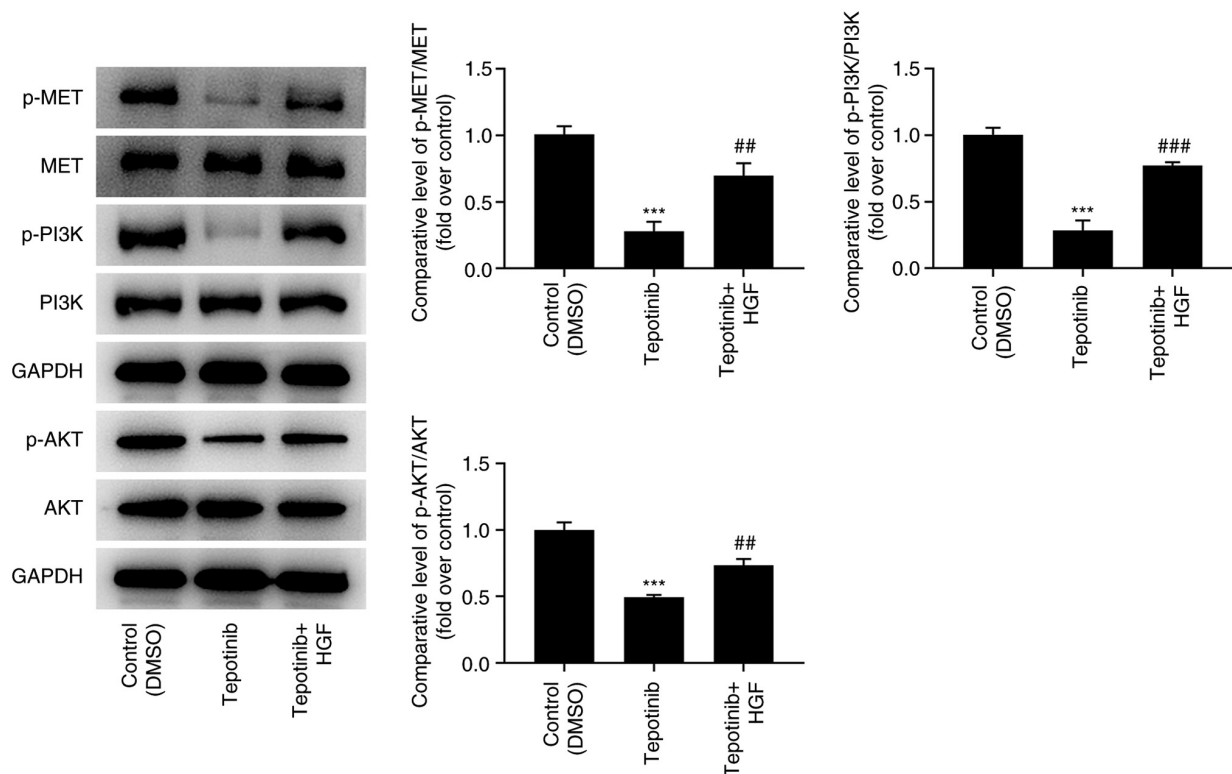 p-MET
MET
p-PI3K
PI3K
GAPDH
p-AKT
AKT
GAPDH
Control
(DMSO)
Tepotinib
Tepotinib+
HGF
Comparative level of p-MET/MET
(fold over control)
1.5
1.0
0.5
0.0
***
##
Control
(DMSO)
Tepotinib
Tepotinib+
HGF
Comparative level of p-PI3K/PI3K
(fold over control)
1.5
1.0
0.5
0.0
***
###
Control
(DMSO)
Tepotinib
Tepotinib+
HGF
Comparative level of p-AKT/AKT
(fold over control)
1.5
1.0
0.5
0.0
***
##
Control
(DMSO)
Tepotinib
Tepotinib+
HGF